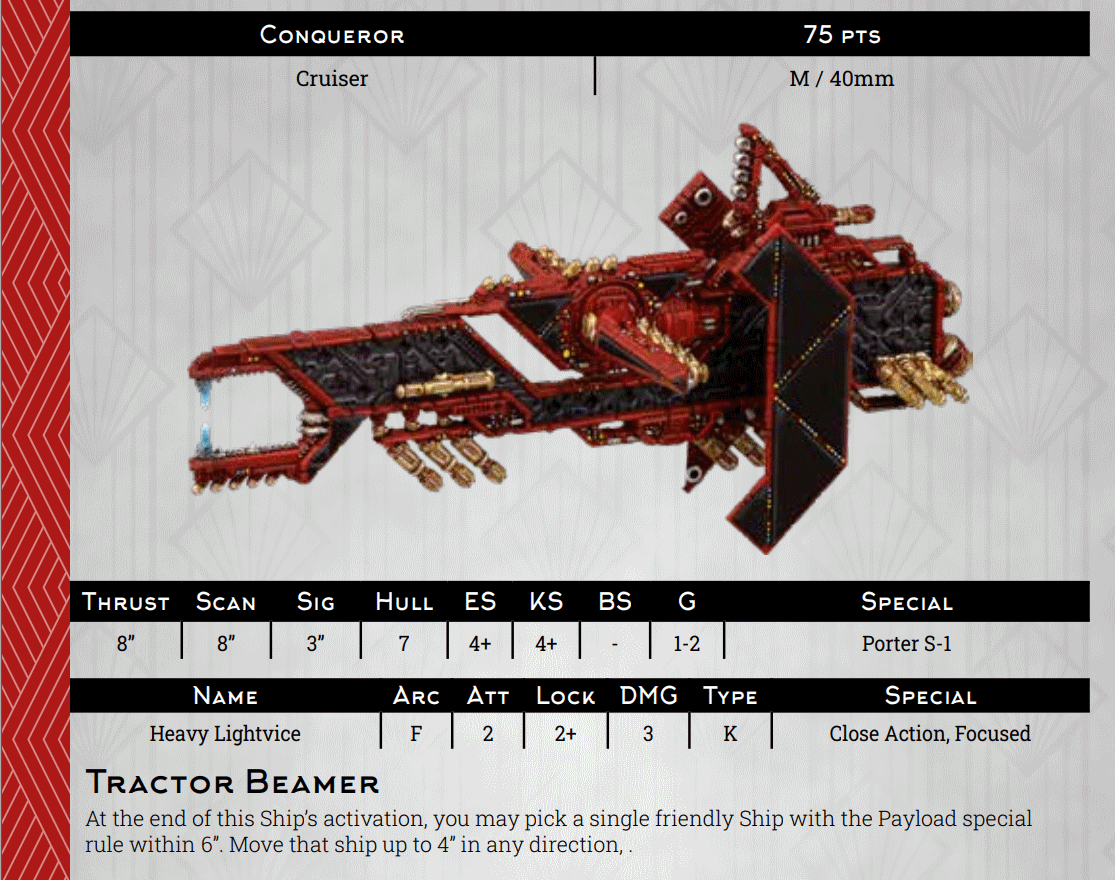 Conqueror 75 pts
Cruiser M / 40mm
Thrust Scan Sig Hull ES KS BS G Special
8” 8” 3” 7 4+ 4+ - 1-2 Porter S-1
Name Arc Att Lock DMG Type Special
Heavy Lightvice F 2 2+ 3 K Close Action, Focused
Tractor Beamer
At the end of this Ship’s activation, you may pick a single friendly Ship with the Payload special
rule within 6”. Move that ship up to 4” in any direction, .